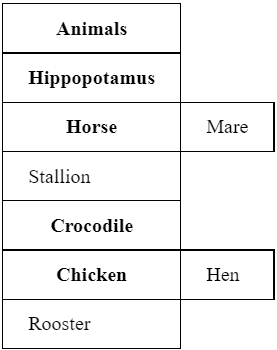 Animals
Hippopotamus
Horse Mare
Stallion
Crocodile
Chicken Hen
Rooster